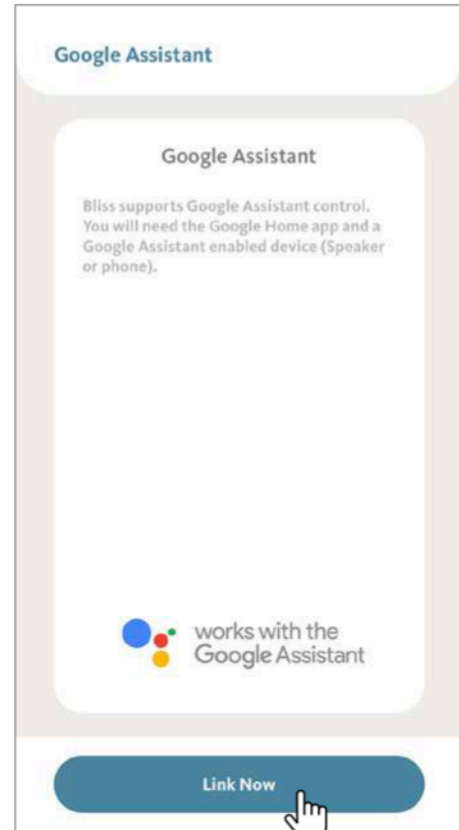 Google Assistant
Google Assistant
Bliss supports Google Assistant control.
You will need the Google Home app and a
Google Assistant enabled device (Speaker
or phone).
works with the
Google Assistant
Link Now